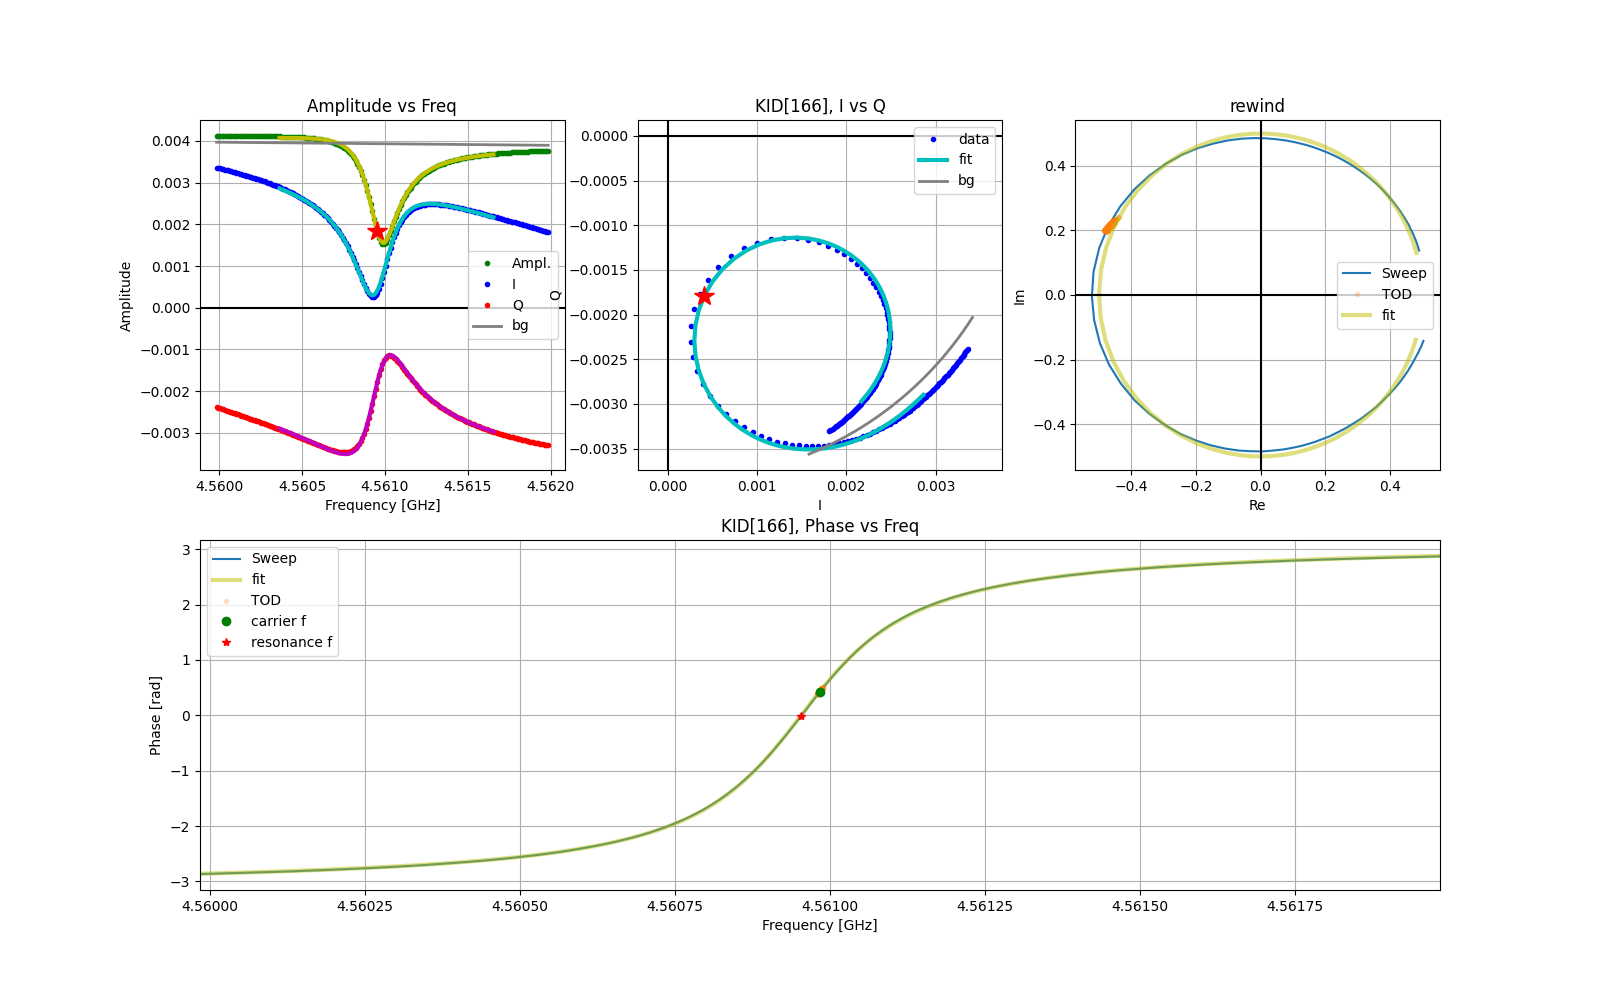 Amplitude vs Freq
0.004
0.003
0.002
0.001
0.000
−0.001
−0.002
−0.003
Amplitude
4.5600 4.5605 4.5610 4.5615 4.5620
Frequency [GHz]
Ampl.
I
Q
bg
KID[166], I vs Q
0.0000
−0.0005
−0.0010
−0.0015
−0.0020
−0.0025
−0.0030
−0.0035
Q
0.000 0.001 0.002 0.003
I
data
fit
bg
rewind
0.4
0.2
0.0
−0.2
−0.4
Im
−0.4 −0.2 0.0 0.2 0.4
Re
Sweep
TOD
fit
KID[166], Phase vs Freq
3
2
1
0
−1
−2
−3
Phase [rad]
4.56000 4.56025 4.56050 4.56075 4.56100 4.56125 4.56150 4.56175
Frequency [GHz]
Sweep
fit
TOD
carrier f
resonance f